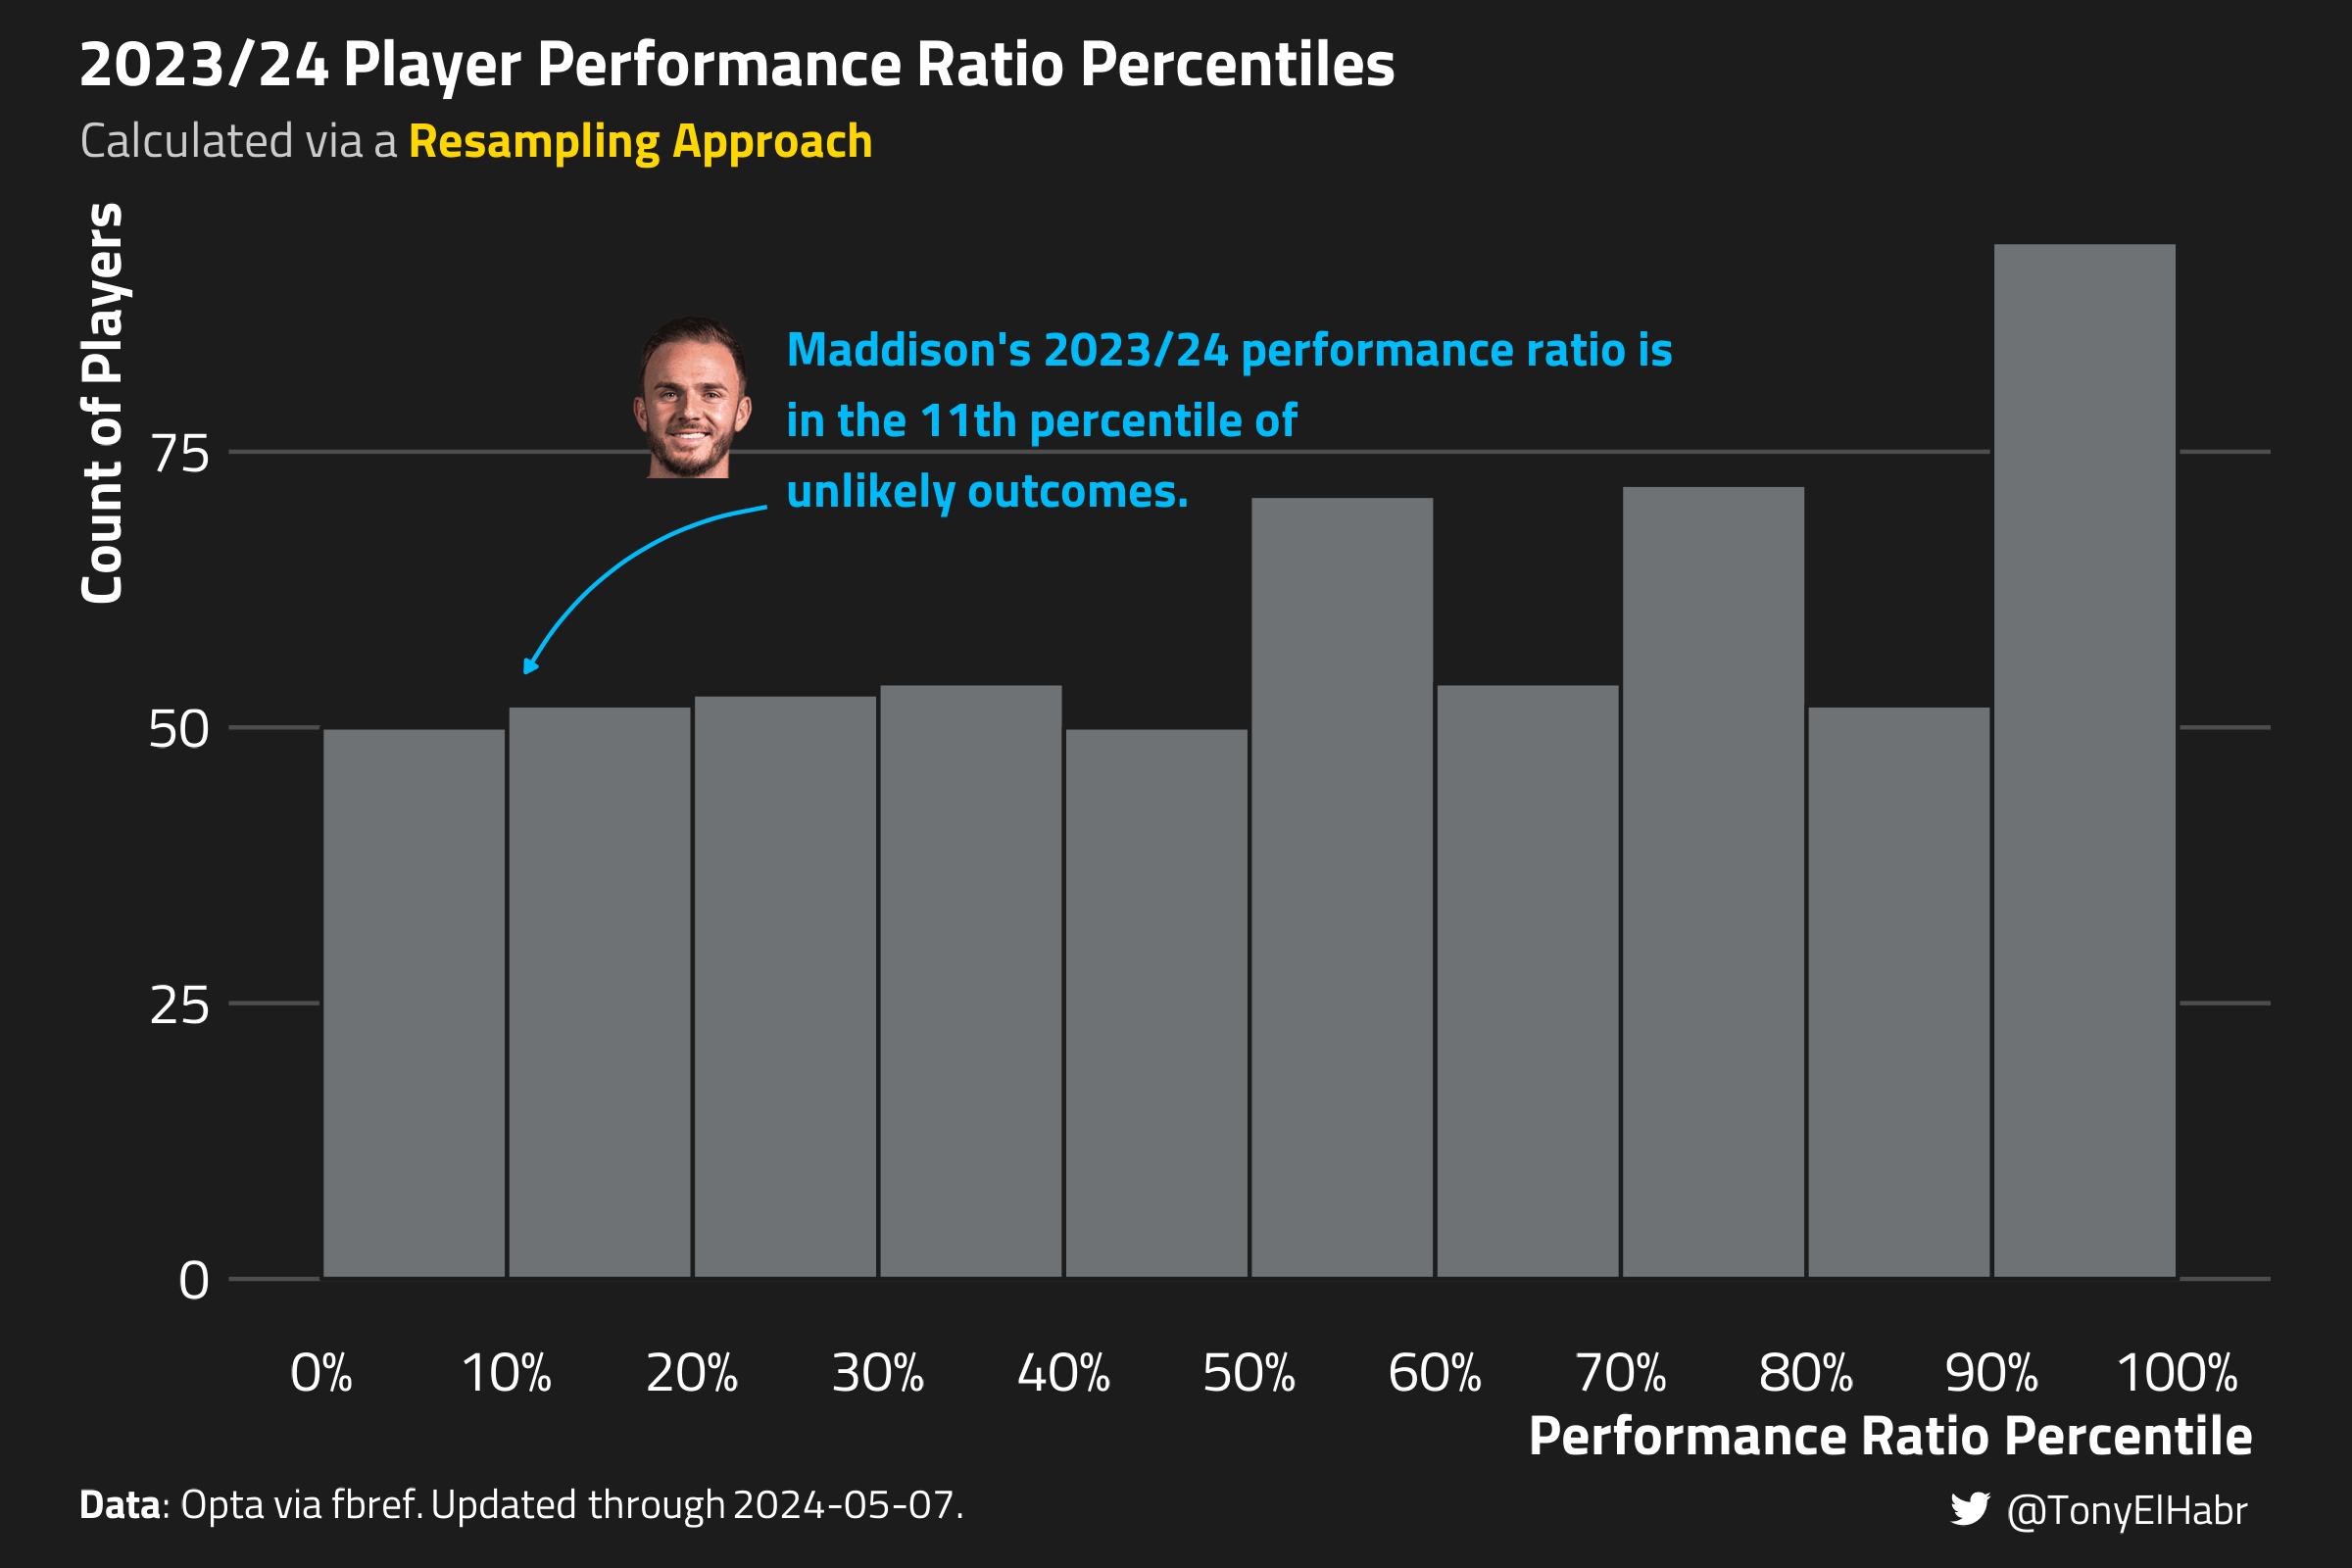 2023/24 Player Performance Ratio Percentiles
Calculated via a Resampling Approach
Count of Players
Maddison's 2023/24 performance ratio is
in the 11th percentile of
unlikely outcomes.
75
50
25
0
0% 10% 20% 30% 40% 50% 60% 70% 80% 90% 100%
Performance Ratio Percentile
Data: Opta via fbref. Updated through 2024-05-07.
@TonyElHabr